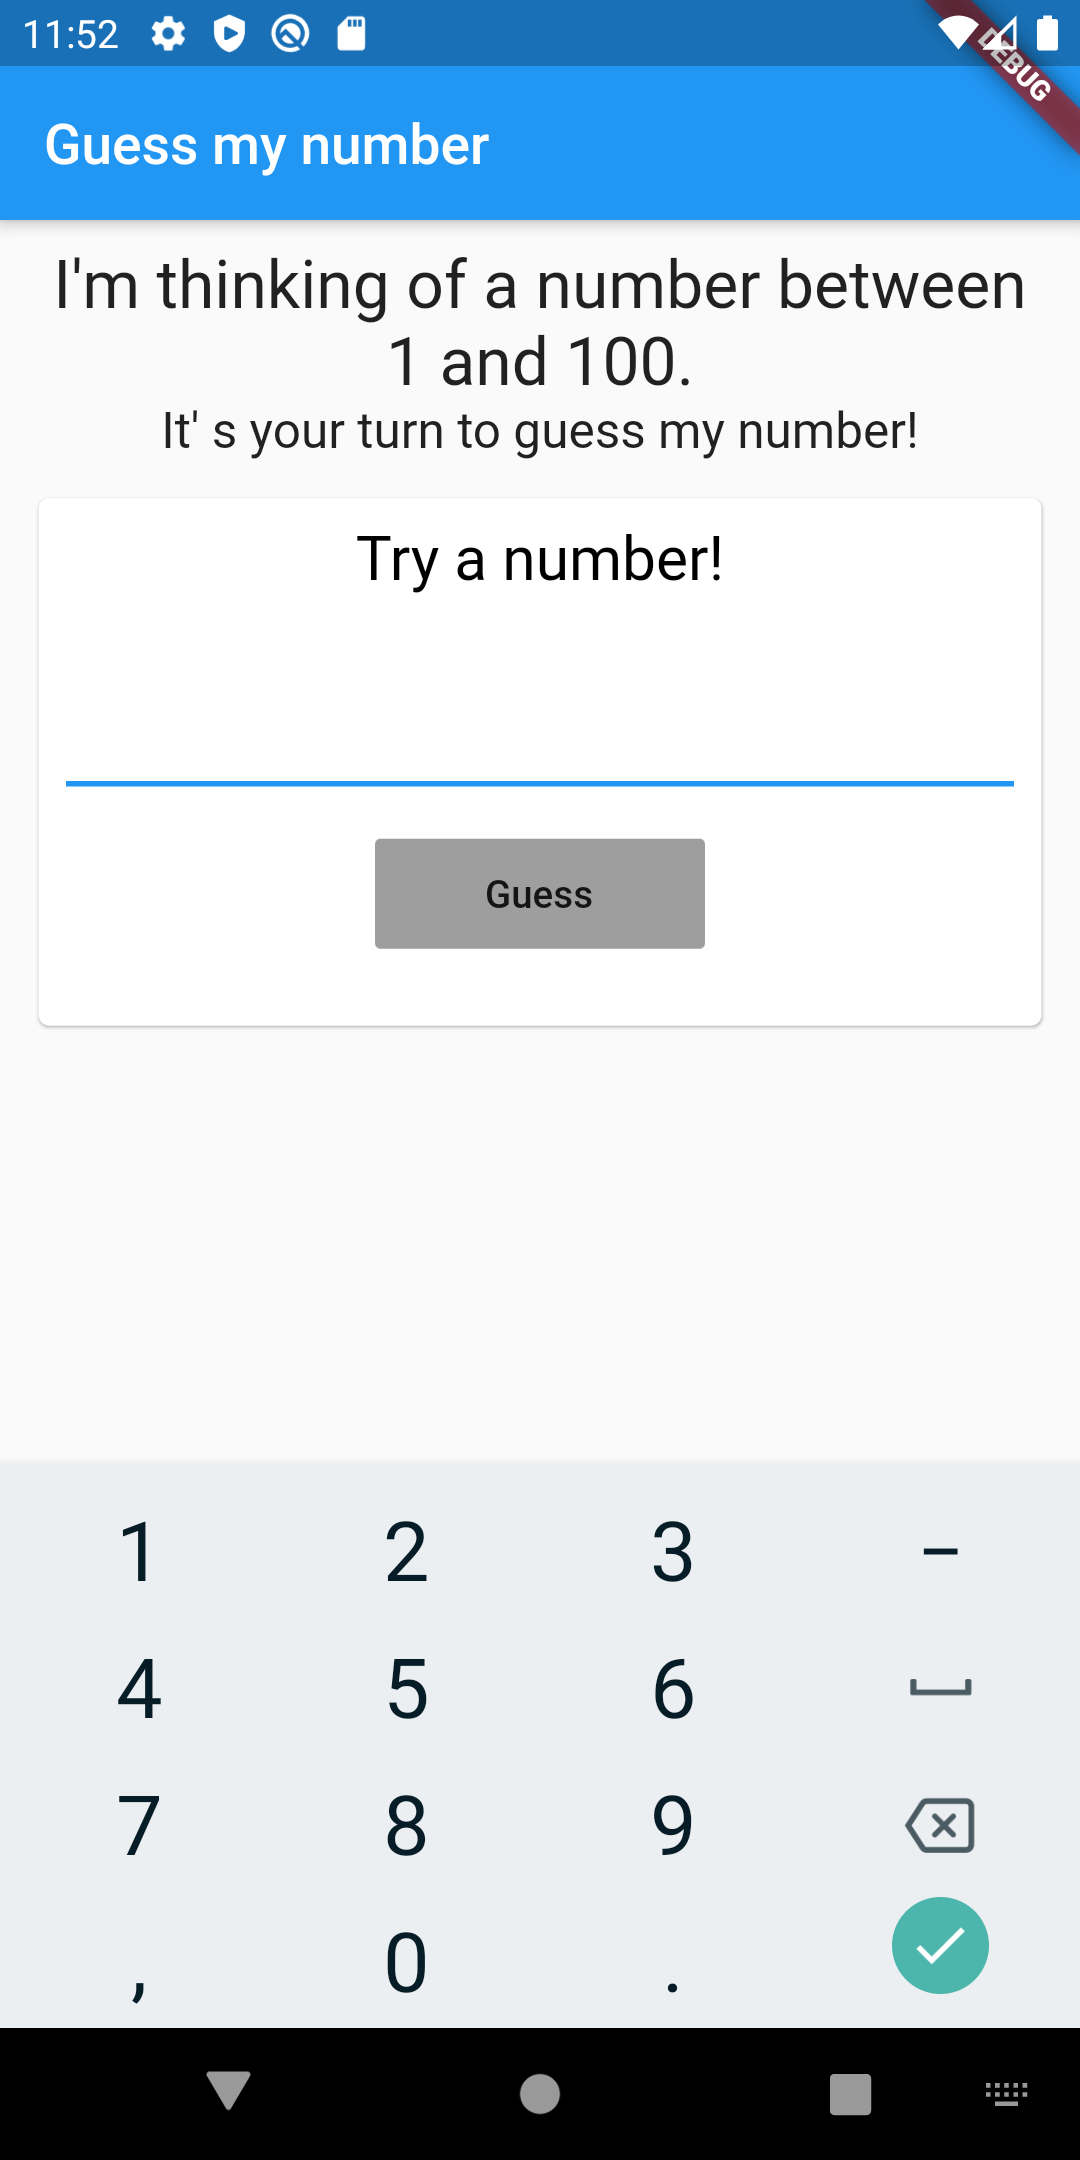 11:52
DEBUG
Guess my number
I'm thinking of a number between
1 and 100.
It' s your turn to guess my number!
Try a number!
Guess
1 2 3 –
4 5 6
7 8 9
, 0 .